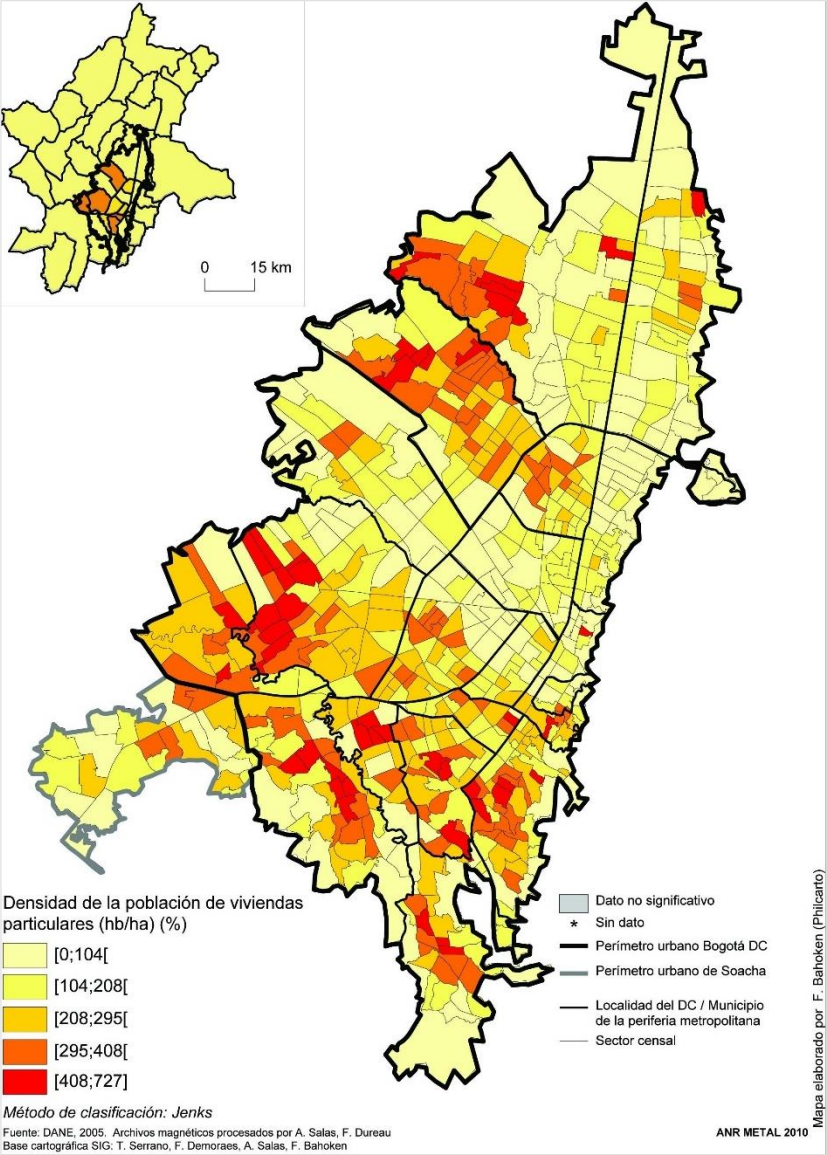 0 15 km
Densidad de la población de viviendas
particulares (hb/ha) (%)
[0;104[
[104;208[
[208;295[
[295;408[
[408;727]
Método de clasificación: Jenks
Fuente: DANE, 2005. Archivos magnéticos procesados por A. Salas, F. Dureau
Base cartográfica SIG: T. Serrano, F. Demoraes, A. Salas, F. Bahoken
Dato no significativo
* Sin dato
Perímetro urbano Bogotá DC
Perímetro urbano de Soacha
Localidad del DC / Municipio
de la periferia metropolitana
Sector censal
ANR METAL 2010
Mapa elaborado por F. Bahoken (Philcarto)